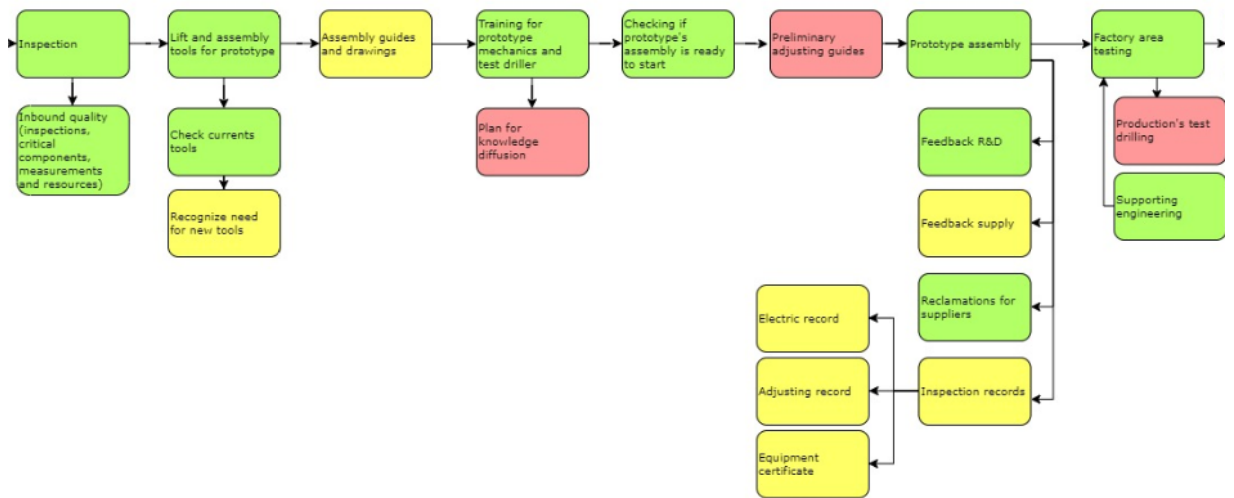 Inspection
Lift and assembly
tools for prototype
Assembly guides
and drawings
Training for
prototype
mechanics and
test driller
Checking if
prototype's
assembly is ready
to start
Preliminary
adjusting guides
Prototype assembly
Factory area
testing
Inbound quality
(inspections,
critical
components,
measurements
and resources)
Check currents
tools
Plan for
knowledge
diffusion
Feedback R&D
Production's test
drilling
Recognize need
for new tools
Feedback supply
Supporting
engineering
Reclamations for
suppliers
Electric record
Adjusting record
Inspection records
Equipment
certificate